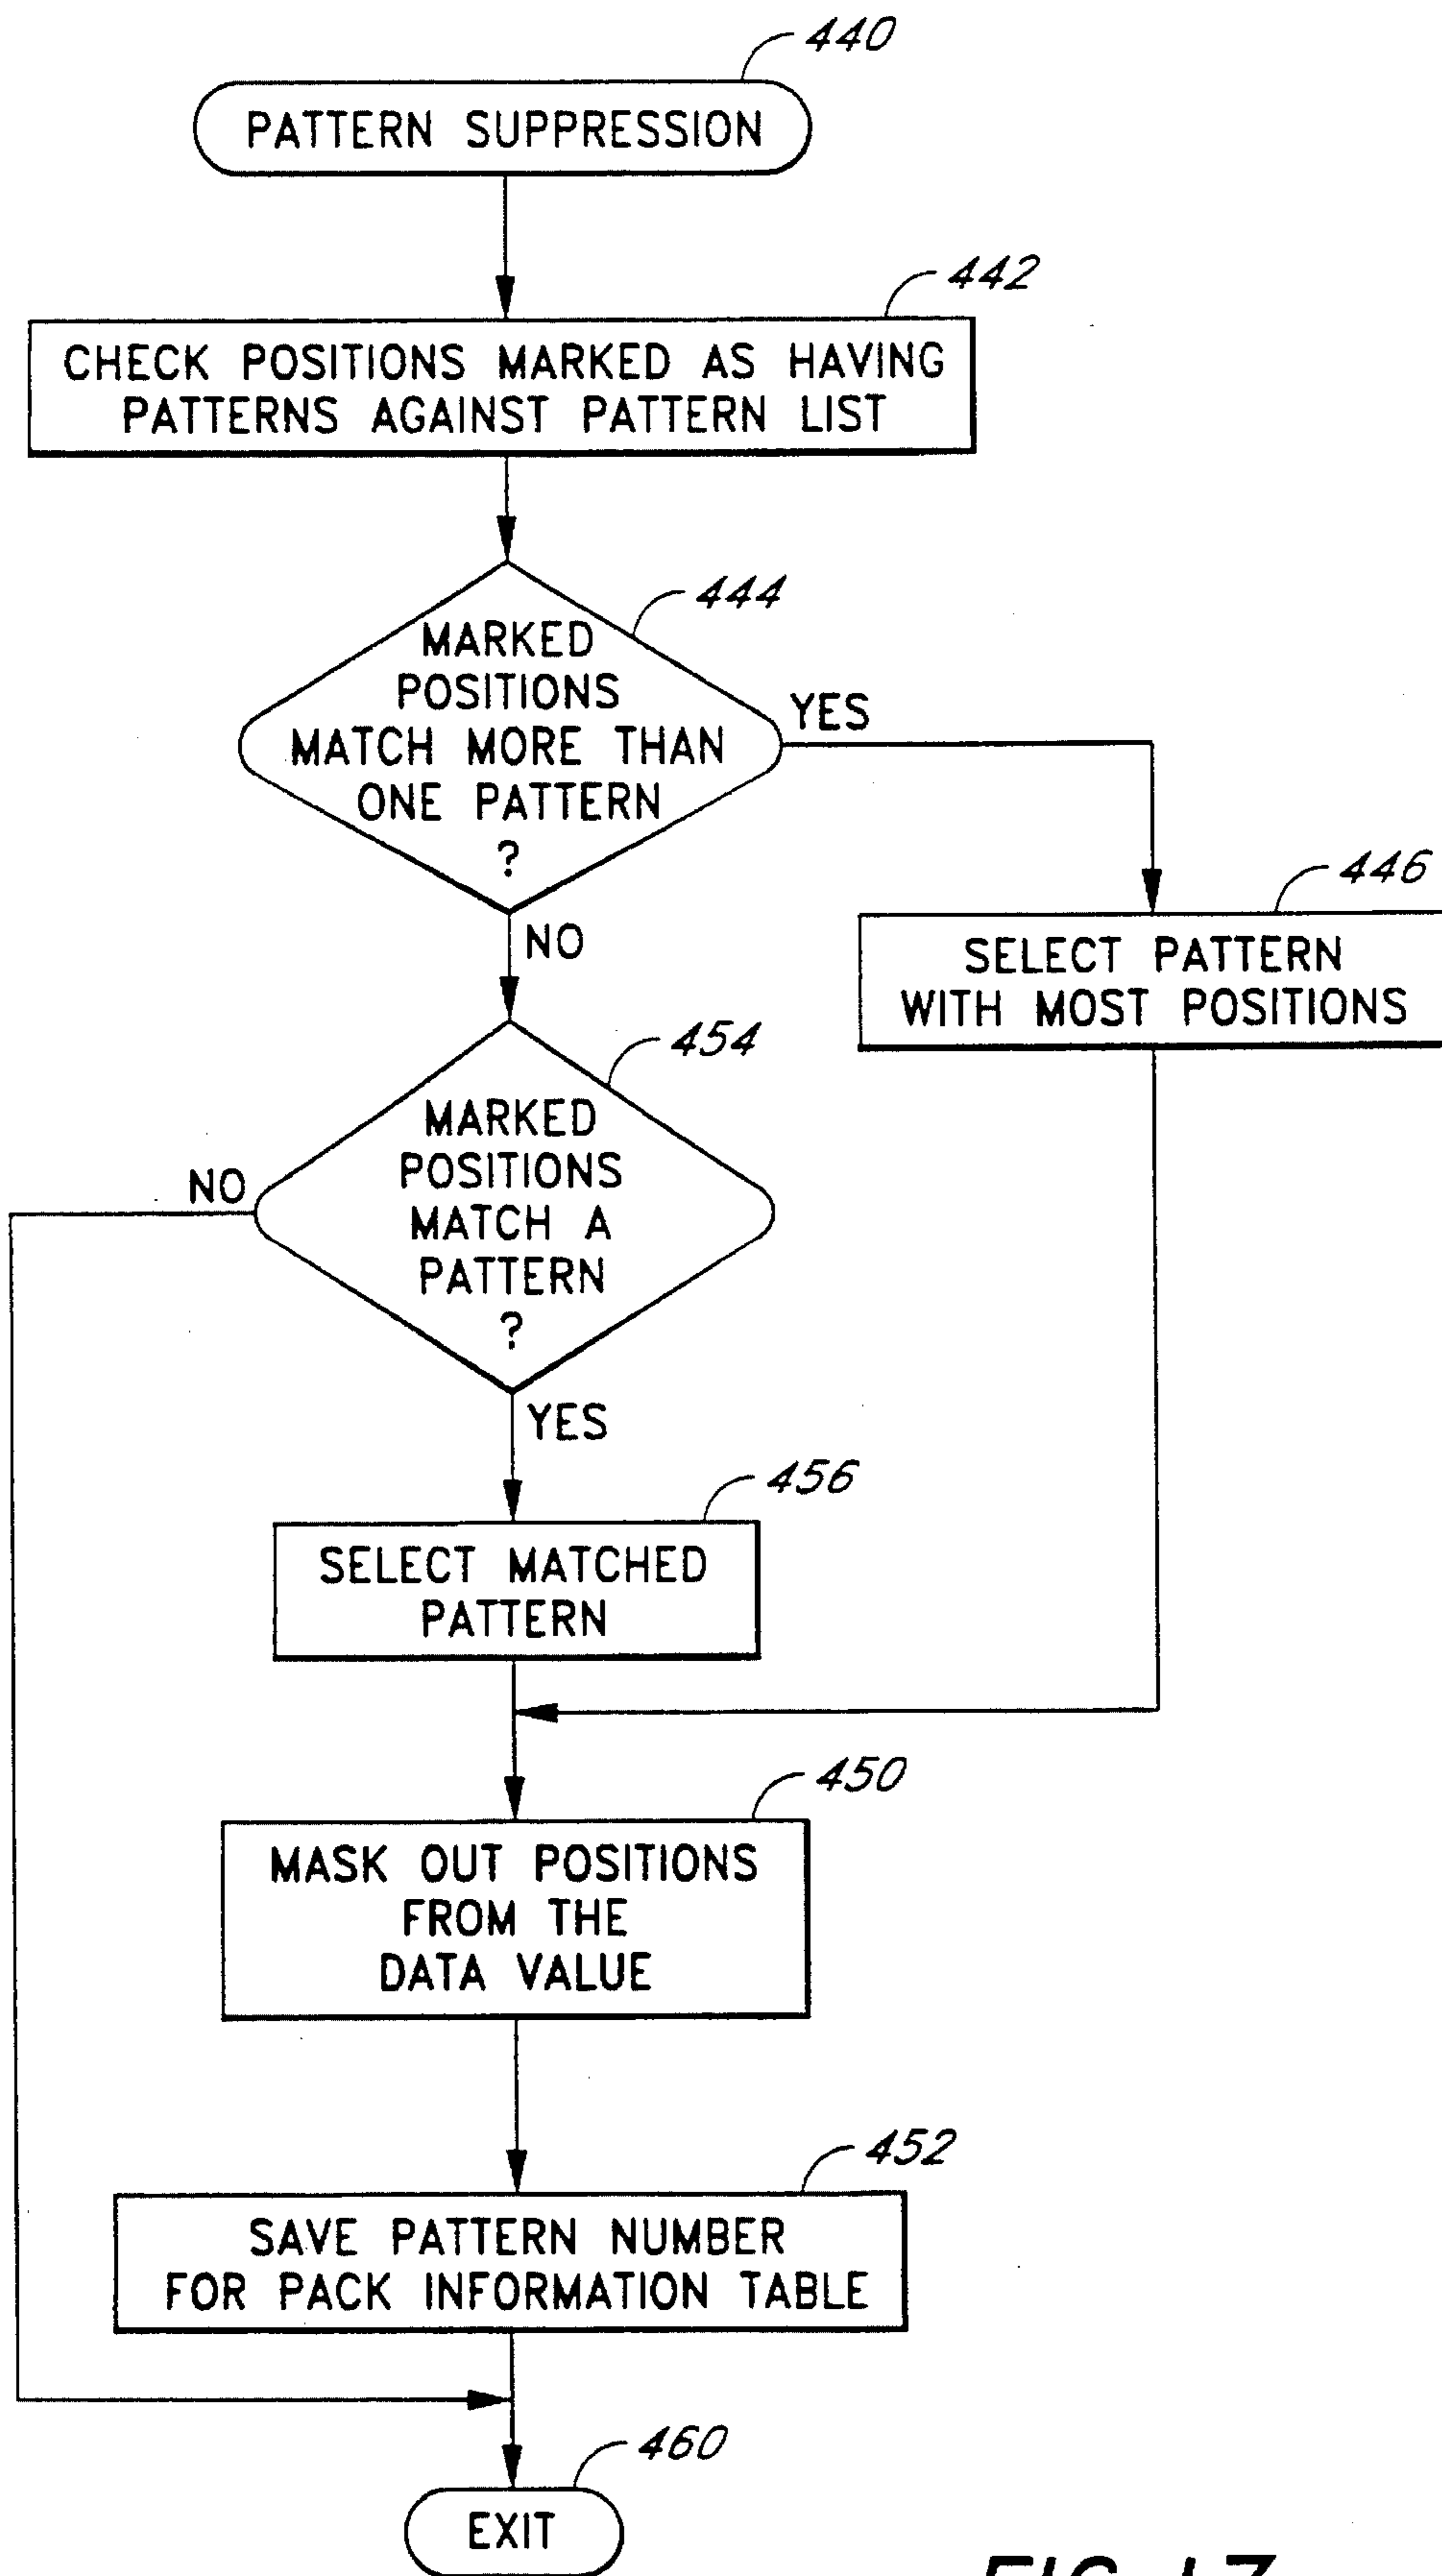 440
PATTERN SUPPRESSION
442
CHECK POSITIONS MARKED AS HAVING
PATTERNS AGAINST PATTERN LIST
444
MARKED
POSITIONS
MATCH MORE THAN
ONE PATTERN
?
YES
NO
446
SELECT PATTERN
WITH MOST POSITIONS
454
MARKED
POSITIONS
MATCH A
PATTERN
?
NO
YES
456
SELECT MATCHED
PATTERN
450
MASK OUT POSITIONS
FROM THE
DATA VALUE
452
SAVE PATTERN NUMBER
FOR PACK INFORMATION TABLE
460
EXIT